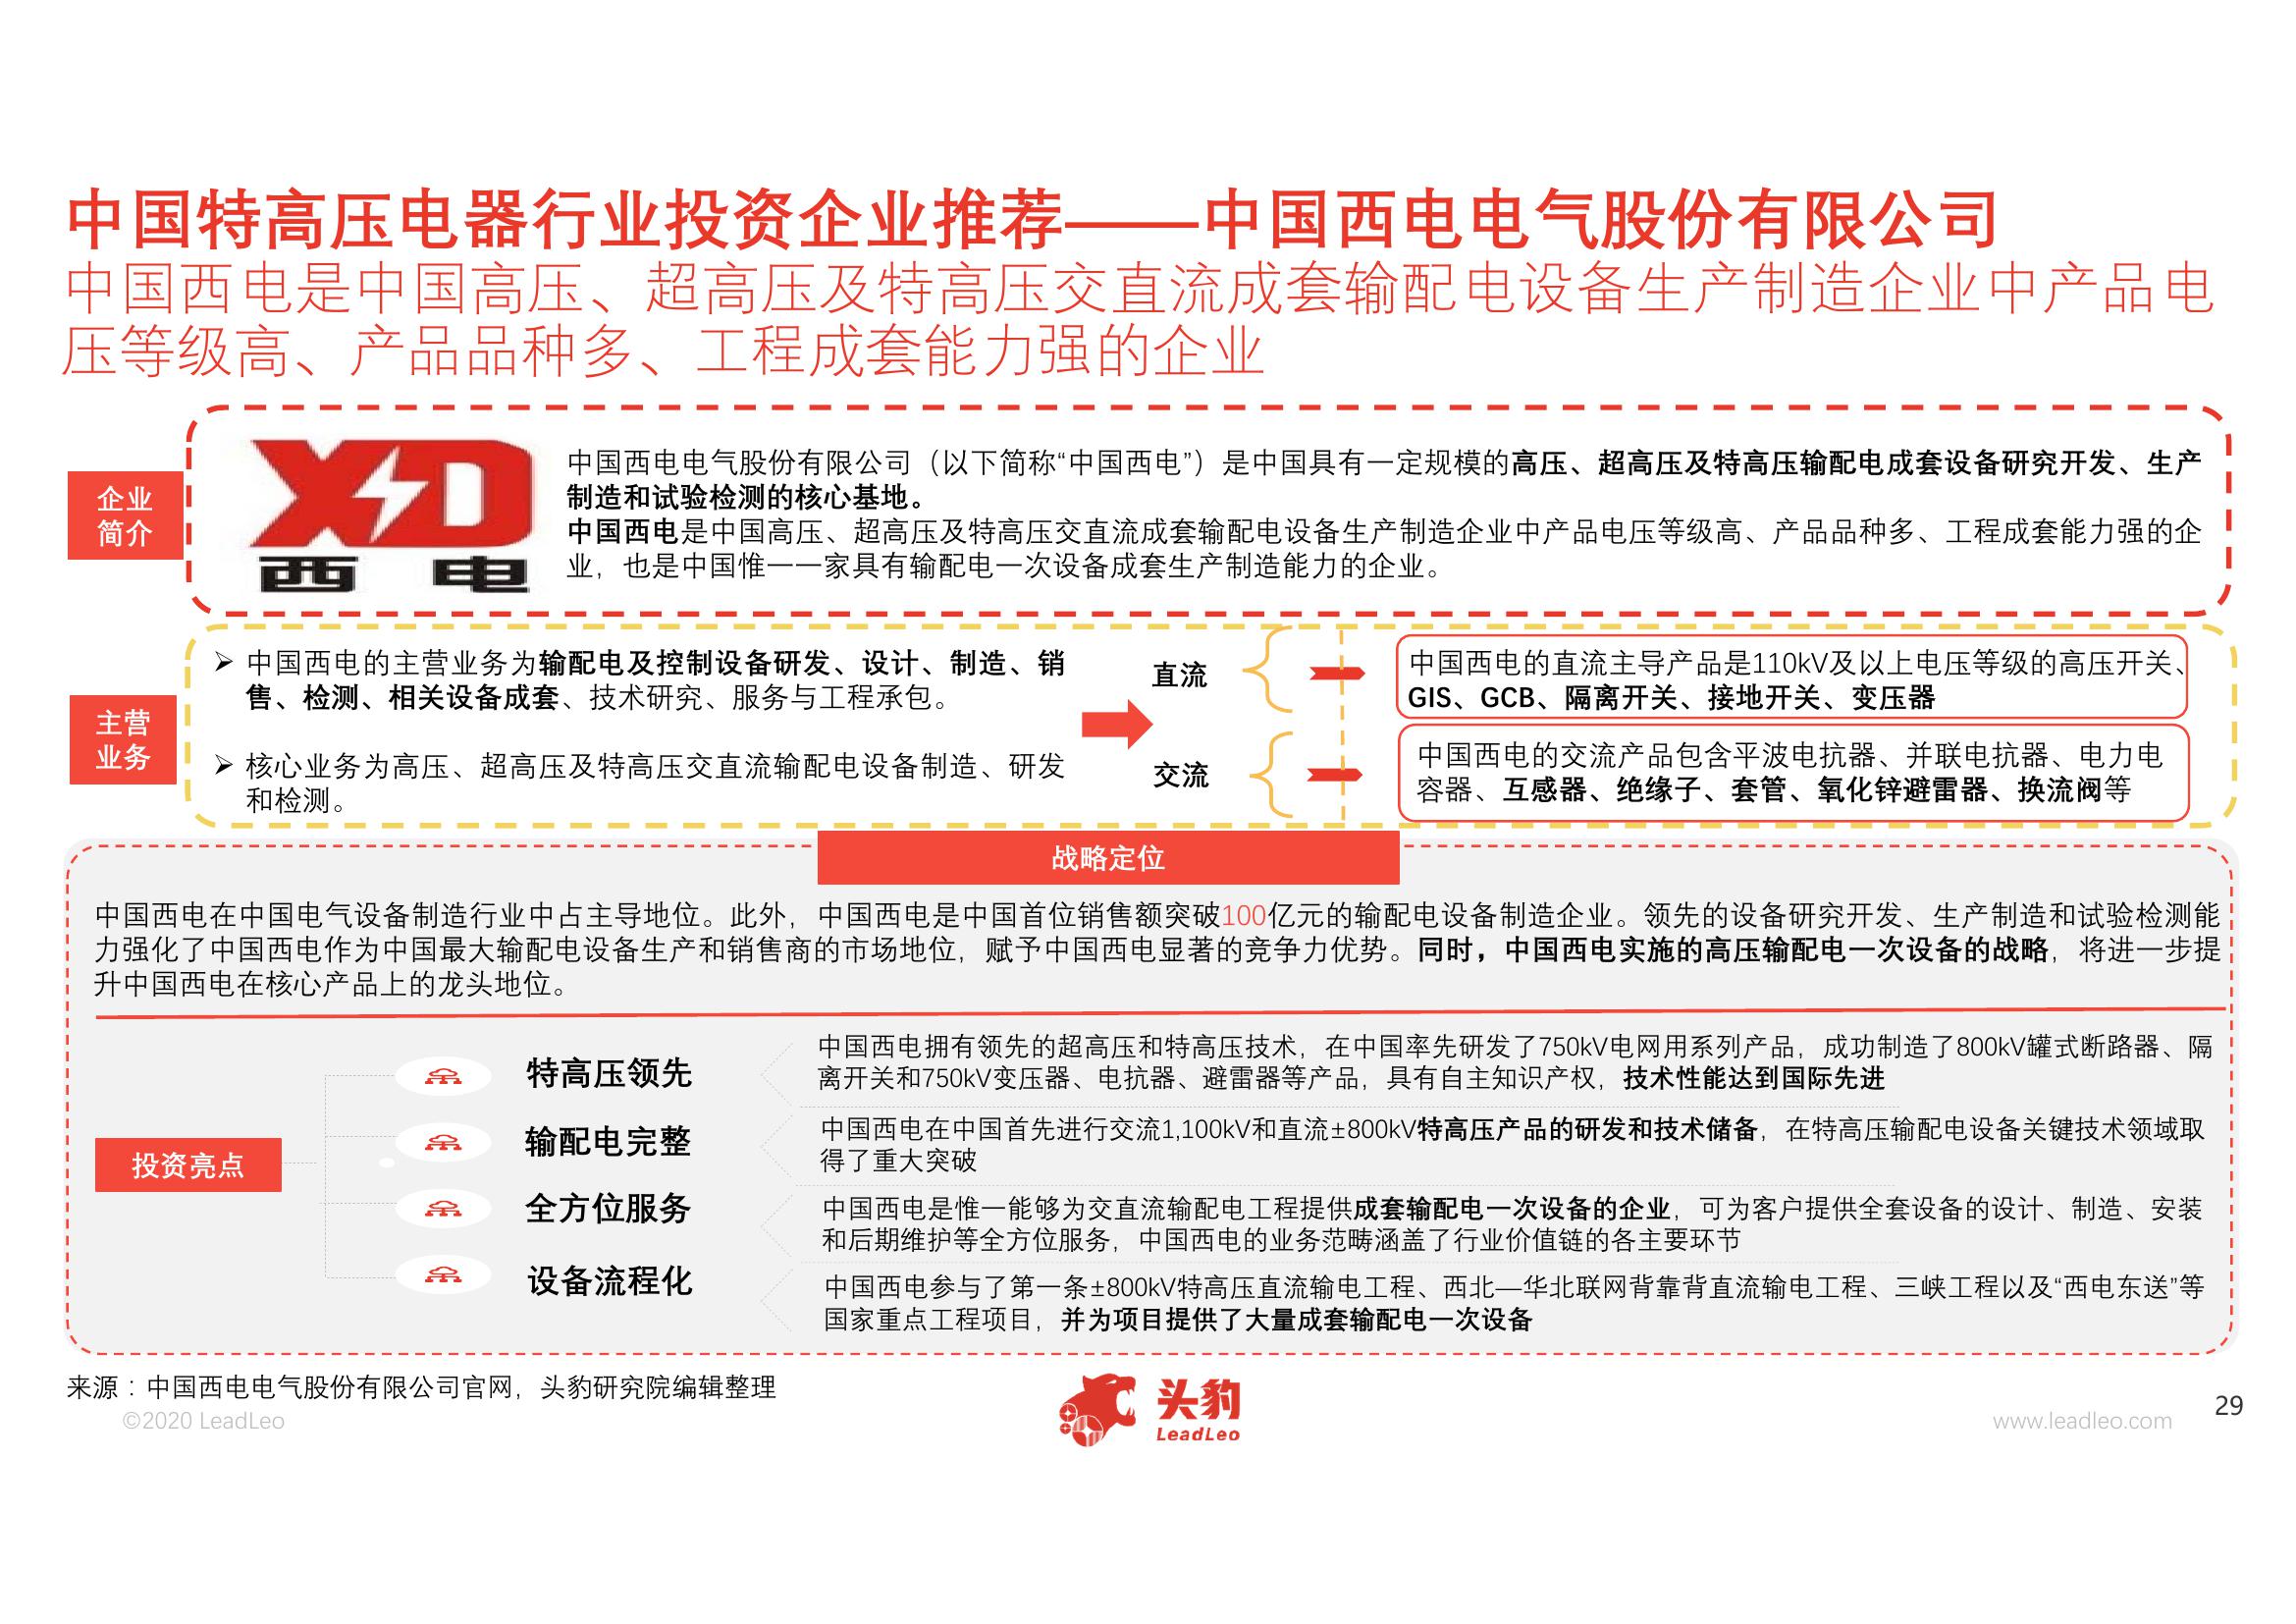 中国特高压电器行业投资企业推荐——中国西电电气股份有限公司
中国西电是中国高压、超高压及特高压交直流成套输配电设备生产制造企业中产品电
压等级高、产品品种多、工程成套能力强的企业
企业
简介
XD
西电
中国西电电气股份有限公司（以下简称“中国西电”）是中国具有一定规模的高压、超高压及特高压输配电成套设备研究开发、生产
制造和试验检测的核心基地。
中国西电是中国高压、超高压及特高压交直流成套输配电设备生产制造企业中产品电压等级高、产品品种多、工程成套能力强的企
业，也是中国惟一一家具有输配电一次设备成套生产制造能力的企业。
主营
业务
➢ 中国西电的主营业务为输配电及控制设备研发、设计、制造、销
售、检测、相关设备成套、技术研究、服务与工程承包。
➢ 核心业务为高压、超高压及特高压交直流输配电设备制造、研发
和检测。
直流
中国西电的直流主导产品是110kV及以上电压等级的高压开关、
GIS、GCB、隔离开关、接地开关、变压器
交流
中国西电的交流产品包含平波电抗器、并联电抗器、电力电
容器、互感器、绝缘子、套管、氧化锌避雷器、换流阀等
战略定位
中国西电在中国电气设备制造行业中占主导地位。此外，中国西电是中国首位销售额突破100亿元的输配电设备制造企业。领先的设备研究开发、生产制造和试验检测能
力强化了中国西电作为中国最大输配电设备生产和销售商的市场地位，赋予中国西电显著的竞争力优势。同时，中国西电实施的高压输配电一次设备的战略，将进一步提
升中国西电在核心产品上的龙头地位。
投资亮点
特高压领先
中国西电拥有领先的超高压和特高压技术，在中国率先研发了750kV电网用系列产品，成功制造了800kV罐式断路器、隔
离开关和750kV变压器、电抗器、避雷器等产品，具有自主知识产权，技术性能达到国际先进
输配电完整
中国西电在中国首先进行交流1,100kV和直流±800kV特高压产品的研发和技术储备，在特高压输配电设备关键技术领域取
得了重大突破
全方位服务
中国西电是惟一能够为交直流输配电工程提供成套输配电一次设备的企业，可为客户提供全套设备的设计、制造、安装
和后期维护等全方位服务，中国西电的业务范畴涵盖了行业价值链的各主要环节
设备流程化
中国西电参与了第一条±800kV特高压直流输电工程、西北—华北联网背靠背直流输电工程、三峡工程以及“西电东送”等
国家重点工程项目，并为项目提供了大量成套输配电一次设备
来源：中国西电电气股份有限公司官网，头豹研究院编辑整理
©2020 LeadLeo
头豹
LeadLeo
www.leadleo.com
29